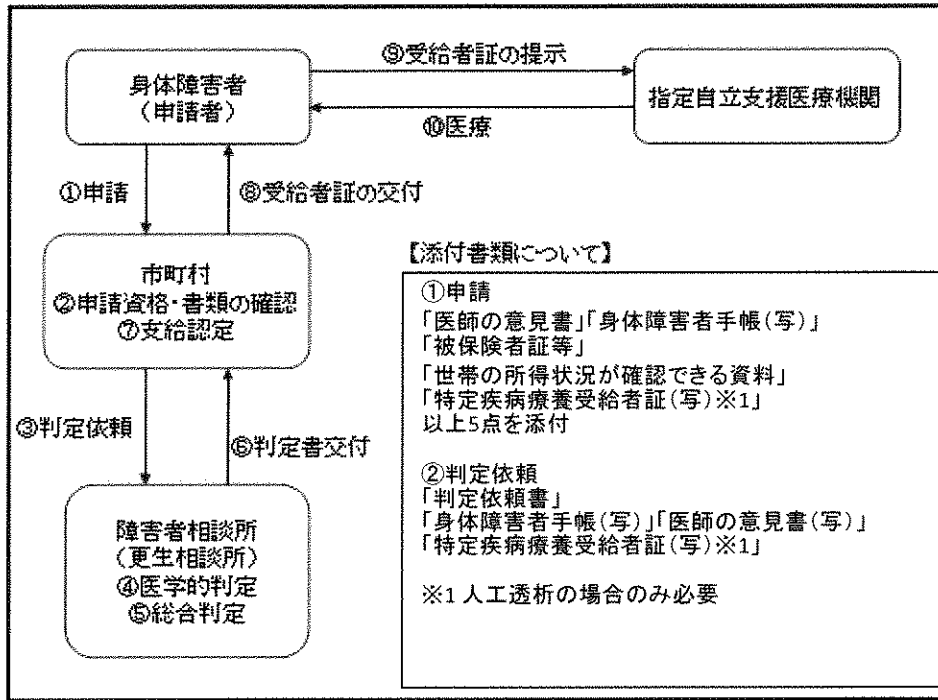 ⑨受給者証の提示
身体障害者
(申請者)
指定自立支援医療機関
⑩医療
①申請
⑧受給者証の交付
市町村
②申請資格・書類の確認
⑦支給認定
③判定依頼
⑥判定書交付
障害者相談所
(更生相談所)
④医学的判定
⑤総合判定
【添付書類について】
①申請
「医師の意見書」「身体障害者手帳(写)」
「被保険者証等」
「世帯の所得状況が確認できる資料」
「特定疾病療養受給者証(写)※1」
以上5点を添付
②判定依頼
「判定依頼書」
「身体障害者手帳(写)」「医師の意見書(写)」
「特定疾病療養受給者証(写)※1」
※1 人工透析の場合のみ必要